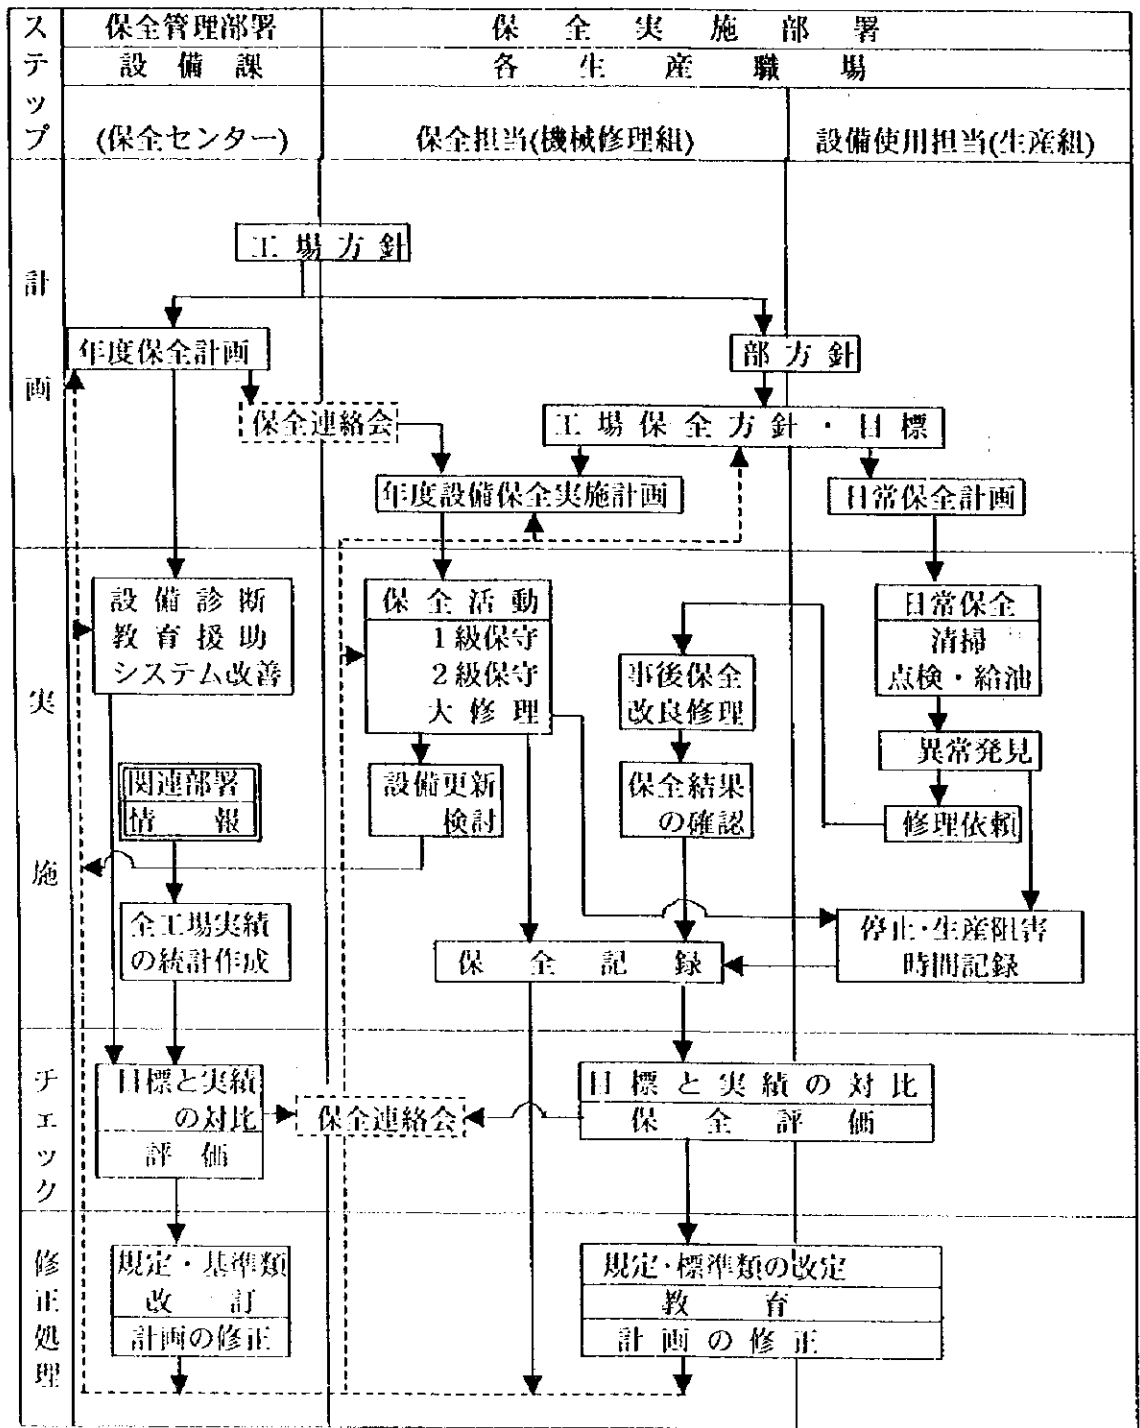 ステップ
保全管理部署
保全実施部署
設備課
各生産職場
(保全センター)
保全担当(機械修理組)
設備使用担当(生産組)
計画
工場方針
年度保全計画
部方針
保全連絡会
工場保全方針・目標
年度設備保全実施計画
日常保全計画
実施
設備診断
教育援助
システム改善
保全活動
1級保守
2級保守
大修理
事後保全
改良修理
日常保全
清掃
点検・給油
異常発見
関連部署
情報
設備更新
検討
保全結果
の確認
修理依頼
全工場実績
の統計作成
保全記録
停止・生産阻害
時間記録
チェック
目標と実績
の対比
評価
保全連絡会
目標と実績の対比
保全評価
修正処理
規定・基準類
改訂
計画の修正
規定・標準類の改定
教育
計画の修正